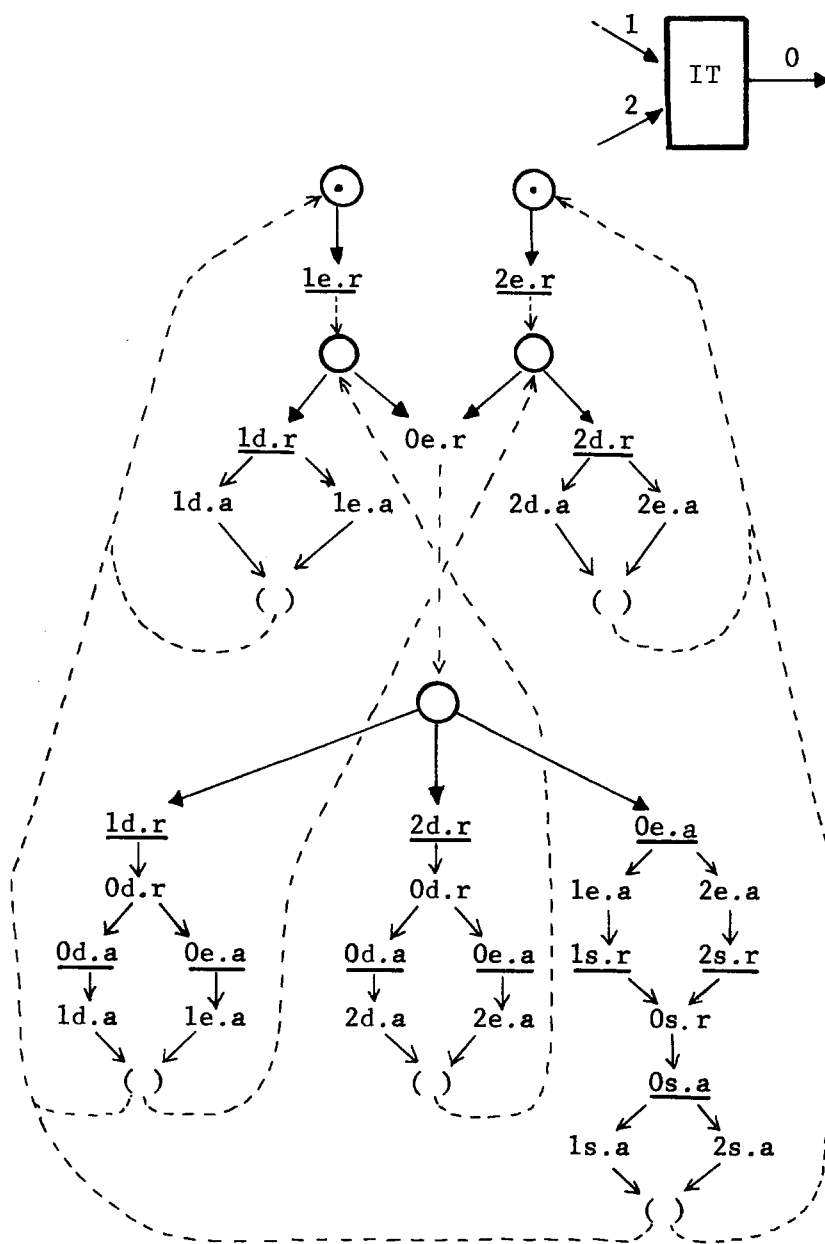 1
IT
0
2
1e.r 2e.r
1d.r 0e.r 2d.r
1d.a 1e.a 2d.a 2e.a
( ) ( )
1d.r 2d.r 0e.a
0d.r 0d.r 1e.a 2e.a
0d.a 0e.a 0d.a 0e.a 1s.r 2s.r
1d.a 1e.a 2d.a 2e.a 0s.r
( ) ( ) 0s.a
1s.a 2s.a
( )